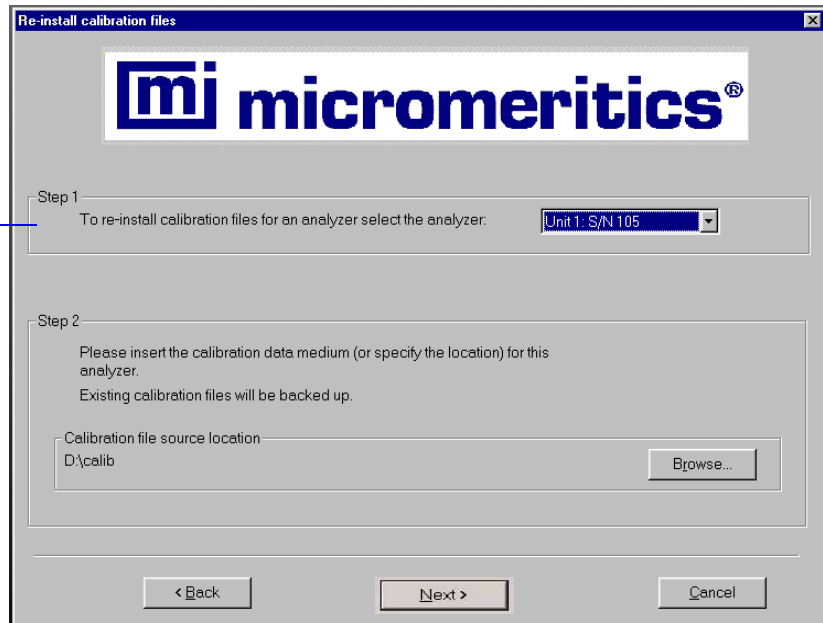 Re-install calibration files
mi micromeritics®
Step 1
To re-install calibration files for an analyzer select the analyzer:
Unit 1: S/N 105
Step 2
Please insert the calibration data medium (or specify the location) for this
analyzer.
Existing calibration files will be backed up.
Calibration file source location
D:\calib
Browse...
< Back
Next >
Cancel